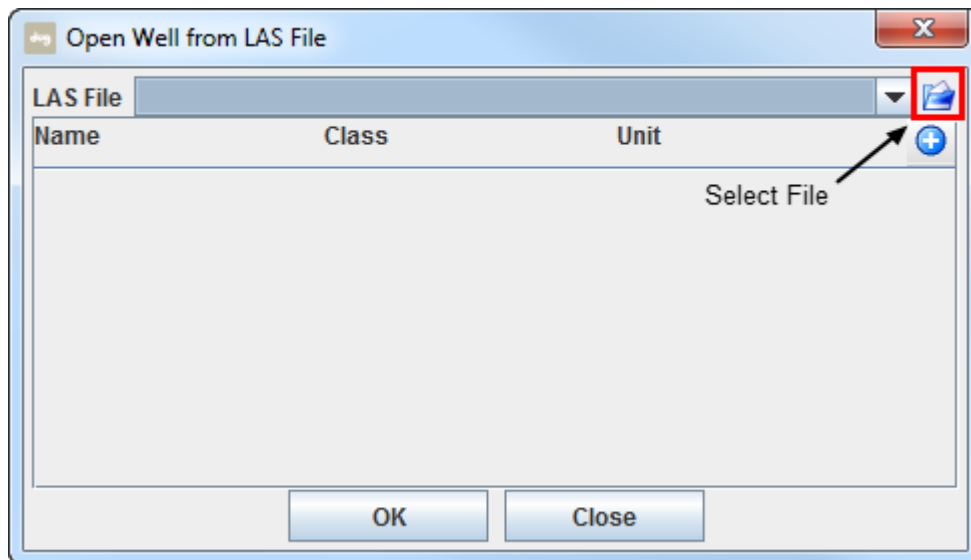 Open Well from LAS File
LAS File
Name Class Unit
Select File
OK Close